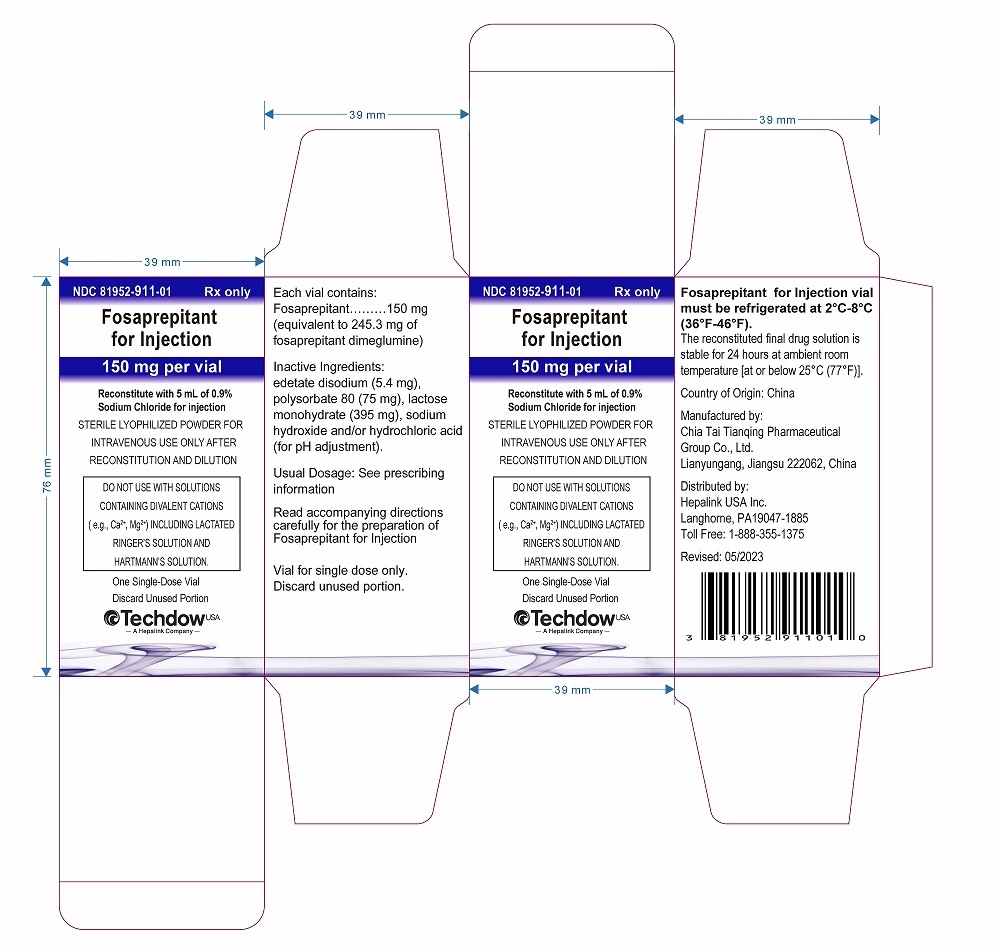 39 mm
39 mm
39 mm
76 mm
NDC 81952-911-01 Rx only
Fosaprepitant
for Injection
150 mg per vial
Reconstitute with 5 mL of 0.9%
Sodium Chloride for injection
STERILE LYOPHILIZED POWDER FOR
INTRAVENOUS USE ONLY AFTER
RECONSTITUTION AND DILUTION
DO NOT USE WITH SOLUTIONS
CONTAINING DIVALENT CATIONS
( e.g., Ca²⁺, Mg²⁺) INCLUDING LACTATED
RINGER'S SOLUTION AND
HARTMANN'S SOLUTION.
One Single-Dose Vial
Discard Unused Portion
Techdow USA
— A Hepalink Company —
Each vial contains:
Fosaprepitant.........150 mg
(equivalent to 245.3 mg of
fosaprepitant dimeglumine)
Inactive Ingredients:
edetate disodium (5.4 mg),
polysorbate 80 (75 mg), lactose
monohydrate (395 mg), sodium
hydroxide and/or hydrochloric acid
(for pH adjustment).
Usual Dosage: See prescribing
information
Read accompanying directions
carefully for the preparation of
Fosaprepitant for Injection
Vial for single dose only.
Discard unused portion.
NDC 81952-911-01 Rx only
Fosaprepitant
for Injection
150 mg per vial
Reconstitute with 5 mL of 0.9%
Sodium Chloride for injection
STERILE LYOPHILIZED POWDER FOR
INTRAVENOUS USE ONLY AFTER
RECONSTITUTION AND DILUTION
DO NOT USE WITH SOLUTIONS
CONTAINING DIVALENT CATIONS
( e.g., Ca²⁺, Mg²⁺) INCLUDING LACTATED
RINGER'S SOLUTION AND
HARTMANN'S SOLUTION.
One Single-Dose Vial
Discard Unused Portion
Techdow USA
— A Hepalink Company —
Fosaprepitant for Injection vial
must be refrigerated at 2°C-8°C
(36°F-46°F).
The reconstituted final drug solution is
stable for 24 hours at ambient room
temperature [at or below 25°C (77°F)].
Country of Origin: China
Manufactured by:
Chia Tai Tianqing Pharmaceutical
Group Co., Ltd.
Lianyungang, Jiangsu 222062, China
Distributed by:
Hepalink USA Inc.
Langhorne, PA19047-1885
Toll Free: 1-888-355-1375
Revised: 05/2023
3 81952 91101 0
39 mm